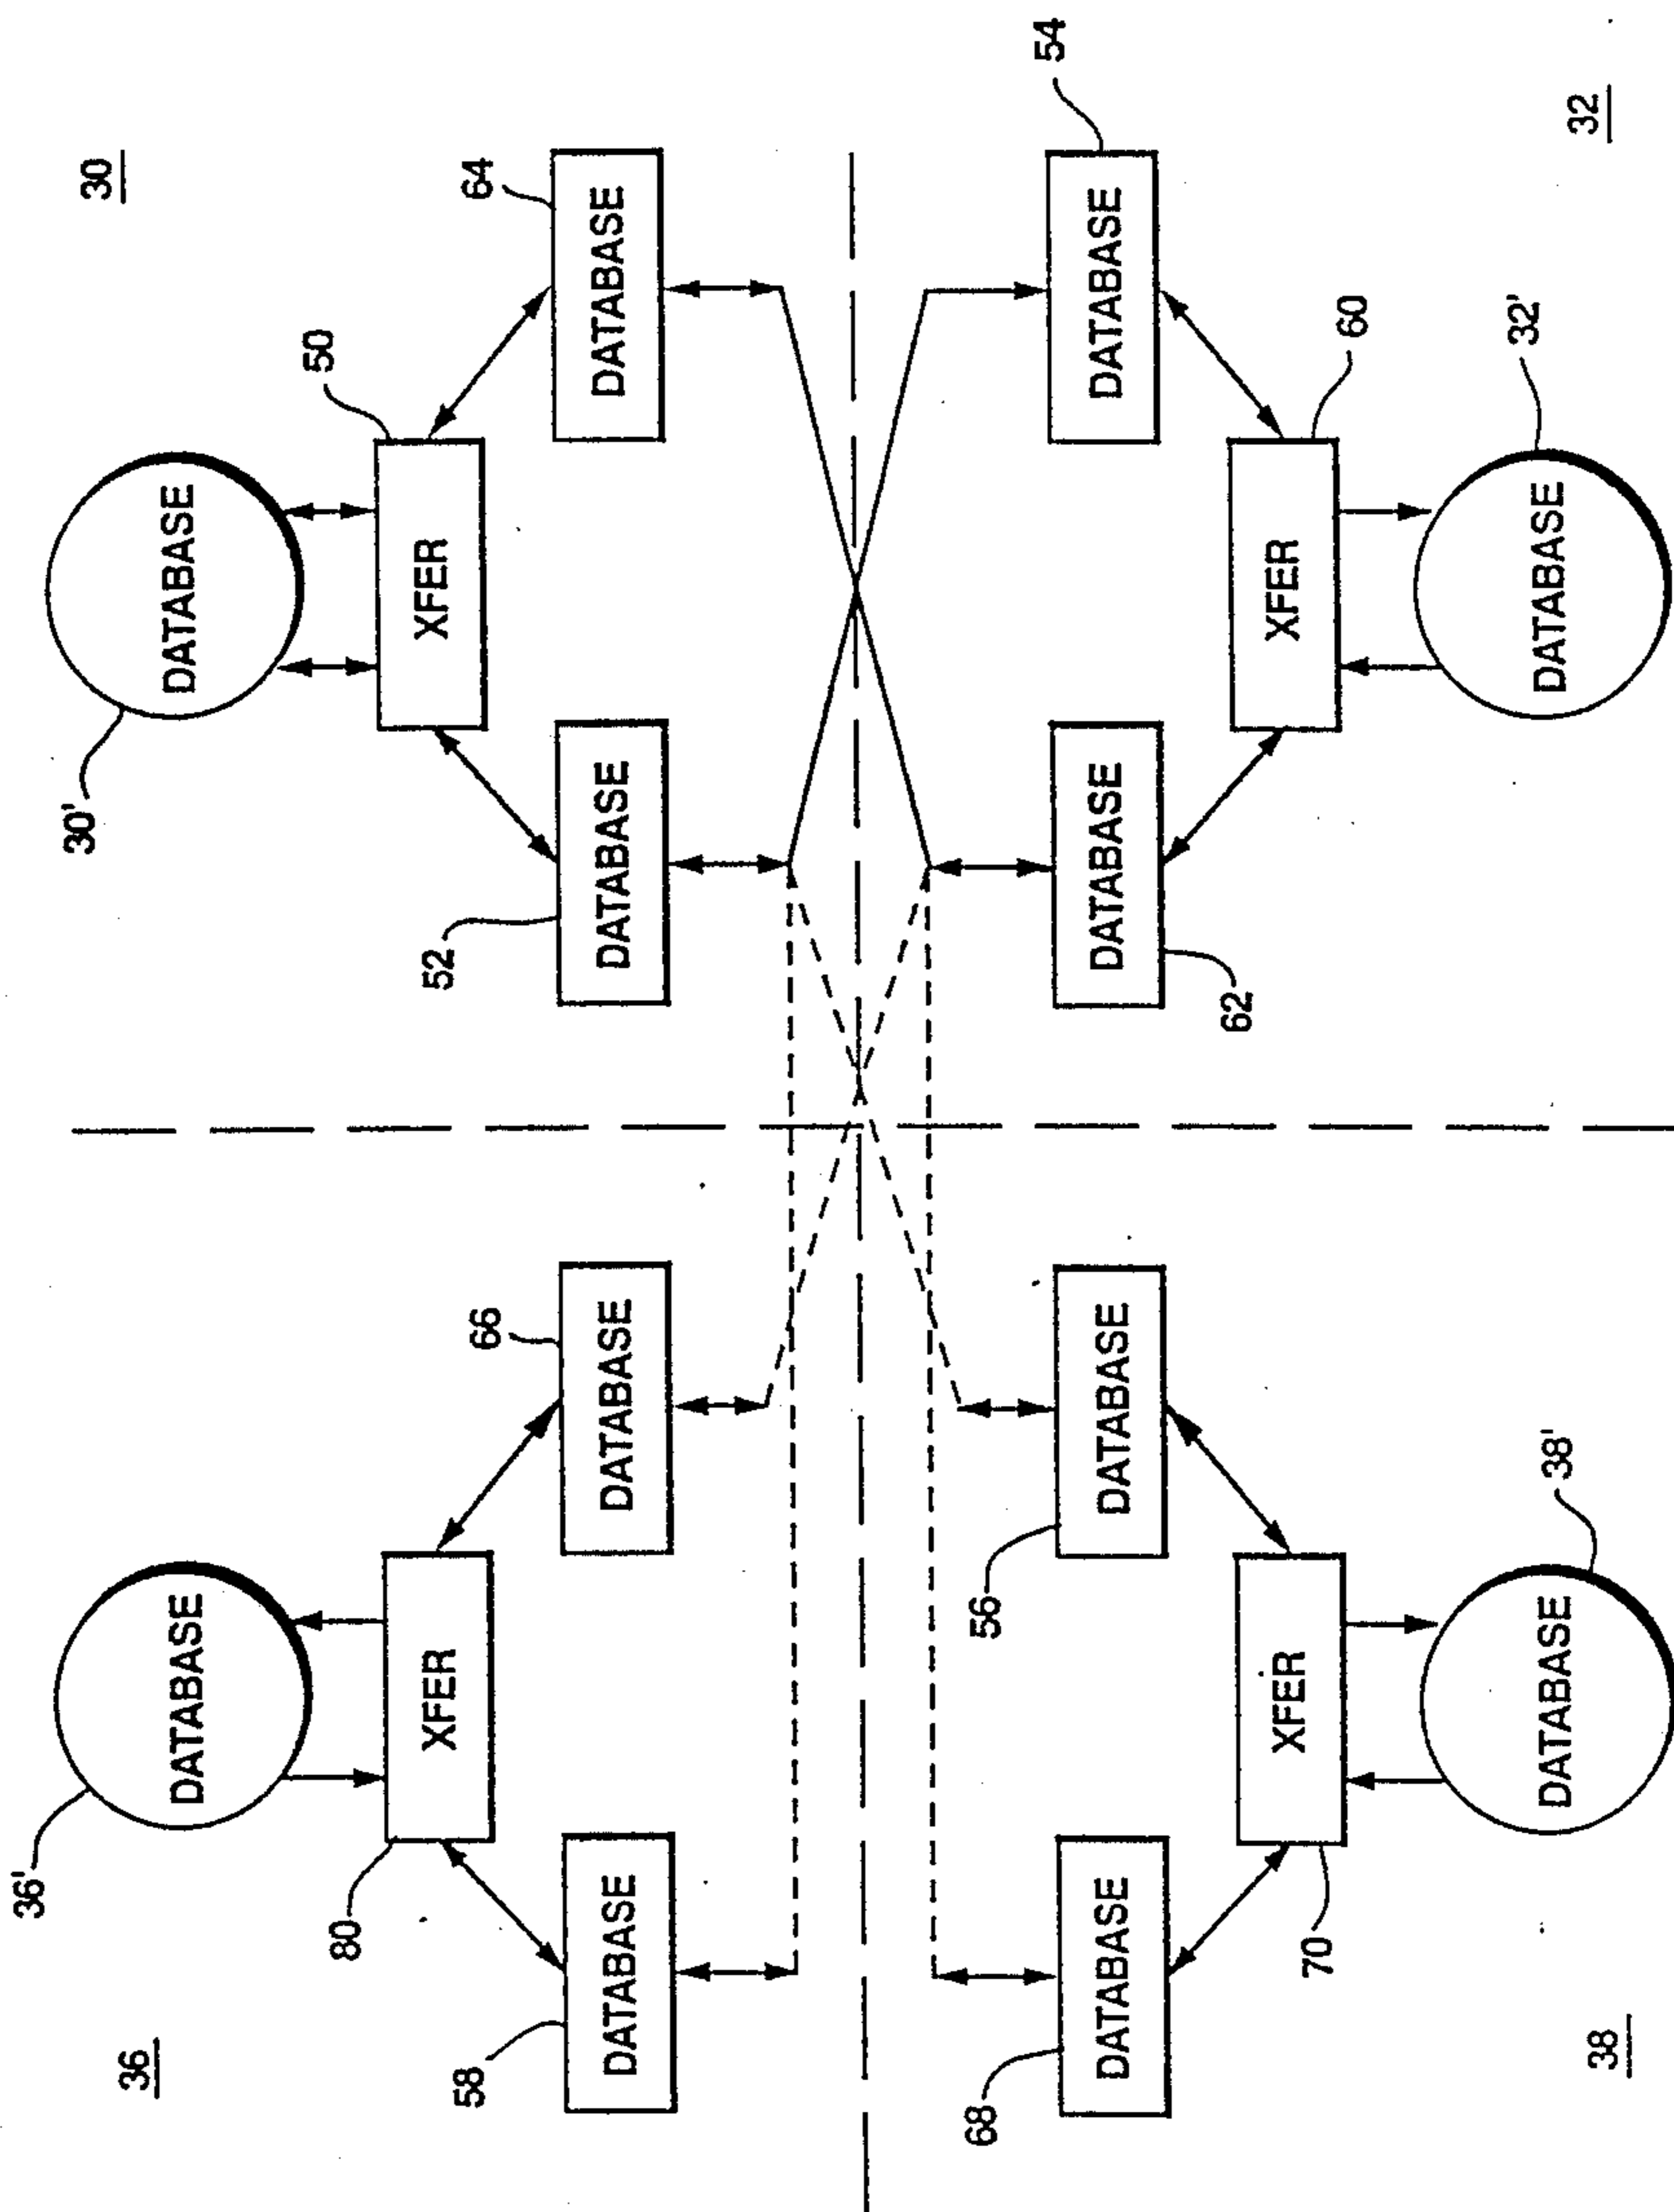 36
36'
DATABASE
80
XFER
58
DATABASE
66
DATABASE
30
30'
DATABASE
50
XFER
52
DATABASE
64
DATABASE
68
DATABASE
56
DATABASE
70
XFER
38'
DATABASE
38
62
DATABASE
54
DATABASE
60
XFER
32'
DATABASE
32